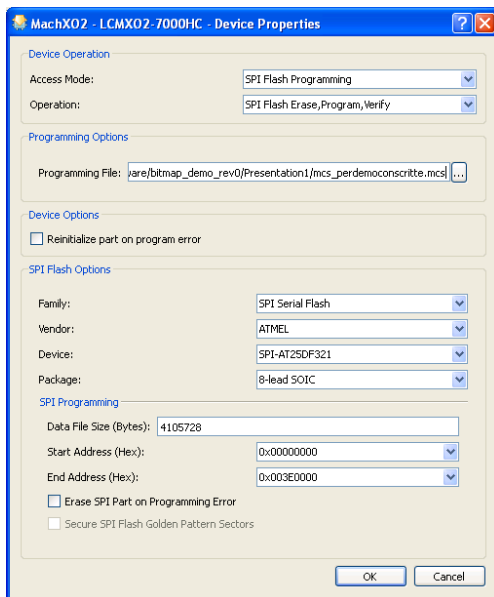 MachXO2 - LCMXO2-7000HC - Device Properties
Device Operation
Access Mode: SPI Flash Programming
Operation: SPI Flash Erase,Program,Verify
Programming Options
Programming File: /bitmap_demo_rev0/Presentation1/mcs_perdemoconscritte.mcs ...
Device Options
Reinitialize part on program error
SPI Flash Options
Family: SPI Serial Flash
Vendor: ATMEL
Device: SPI-AT25DF321
Package: 8-lead SOIC
SPI Programming
Data File Size (Bytes): 4105728
Start Address (Hex): 0x00000000
End Address (Hex): 0x003E0000
Erase SPI Part on Programming Error
Secure SPI Flash Golden Pattern Sectors
OK Cancel